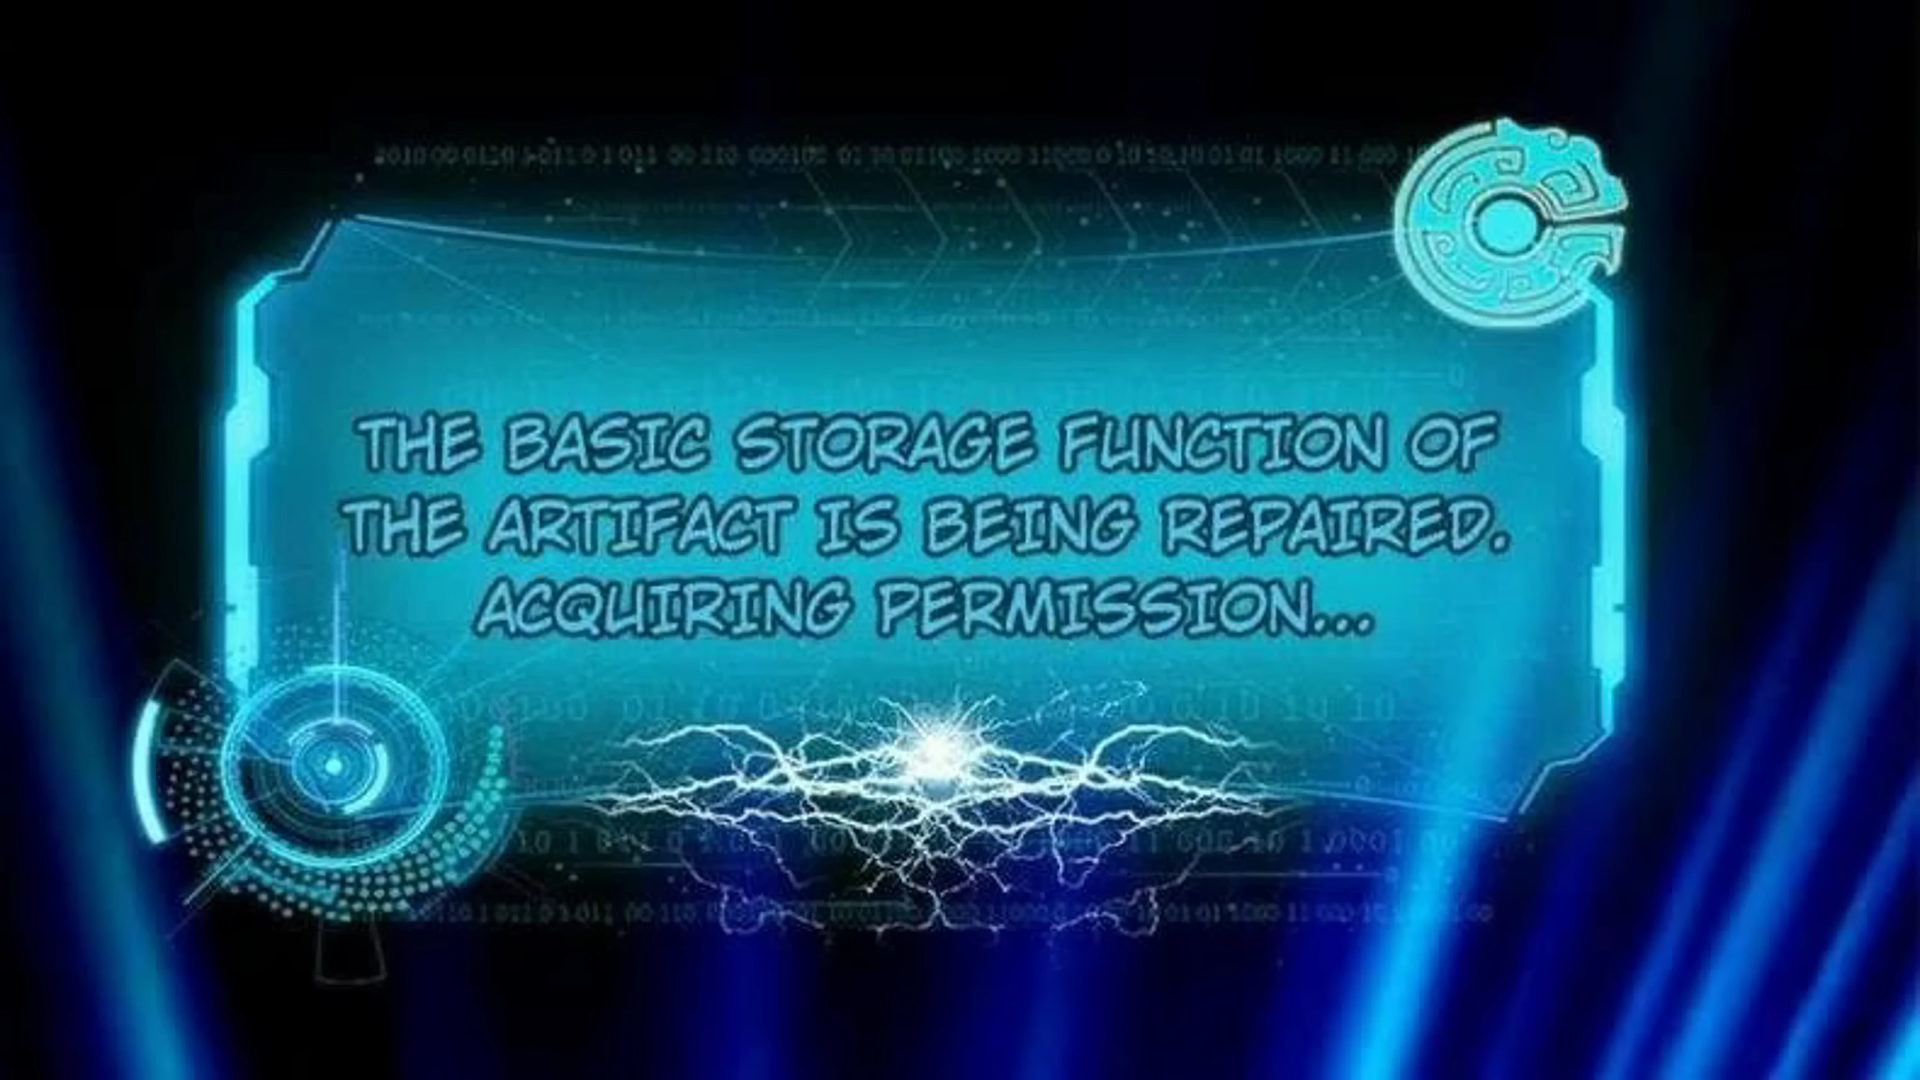 THE BASIC STORAGE FUNCTION OF
THE ARTIFACT IS BEING REPAIRED.
ACQUIRING PERMISSION...